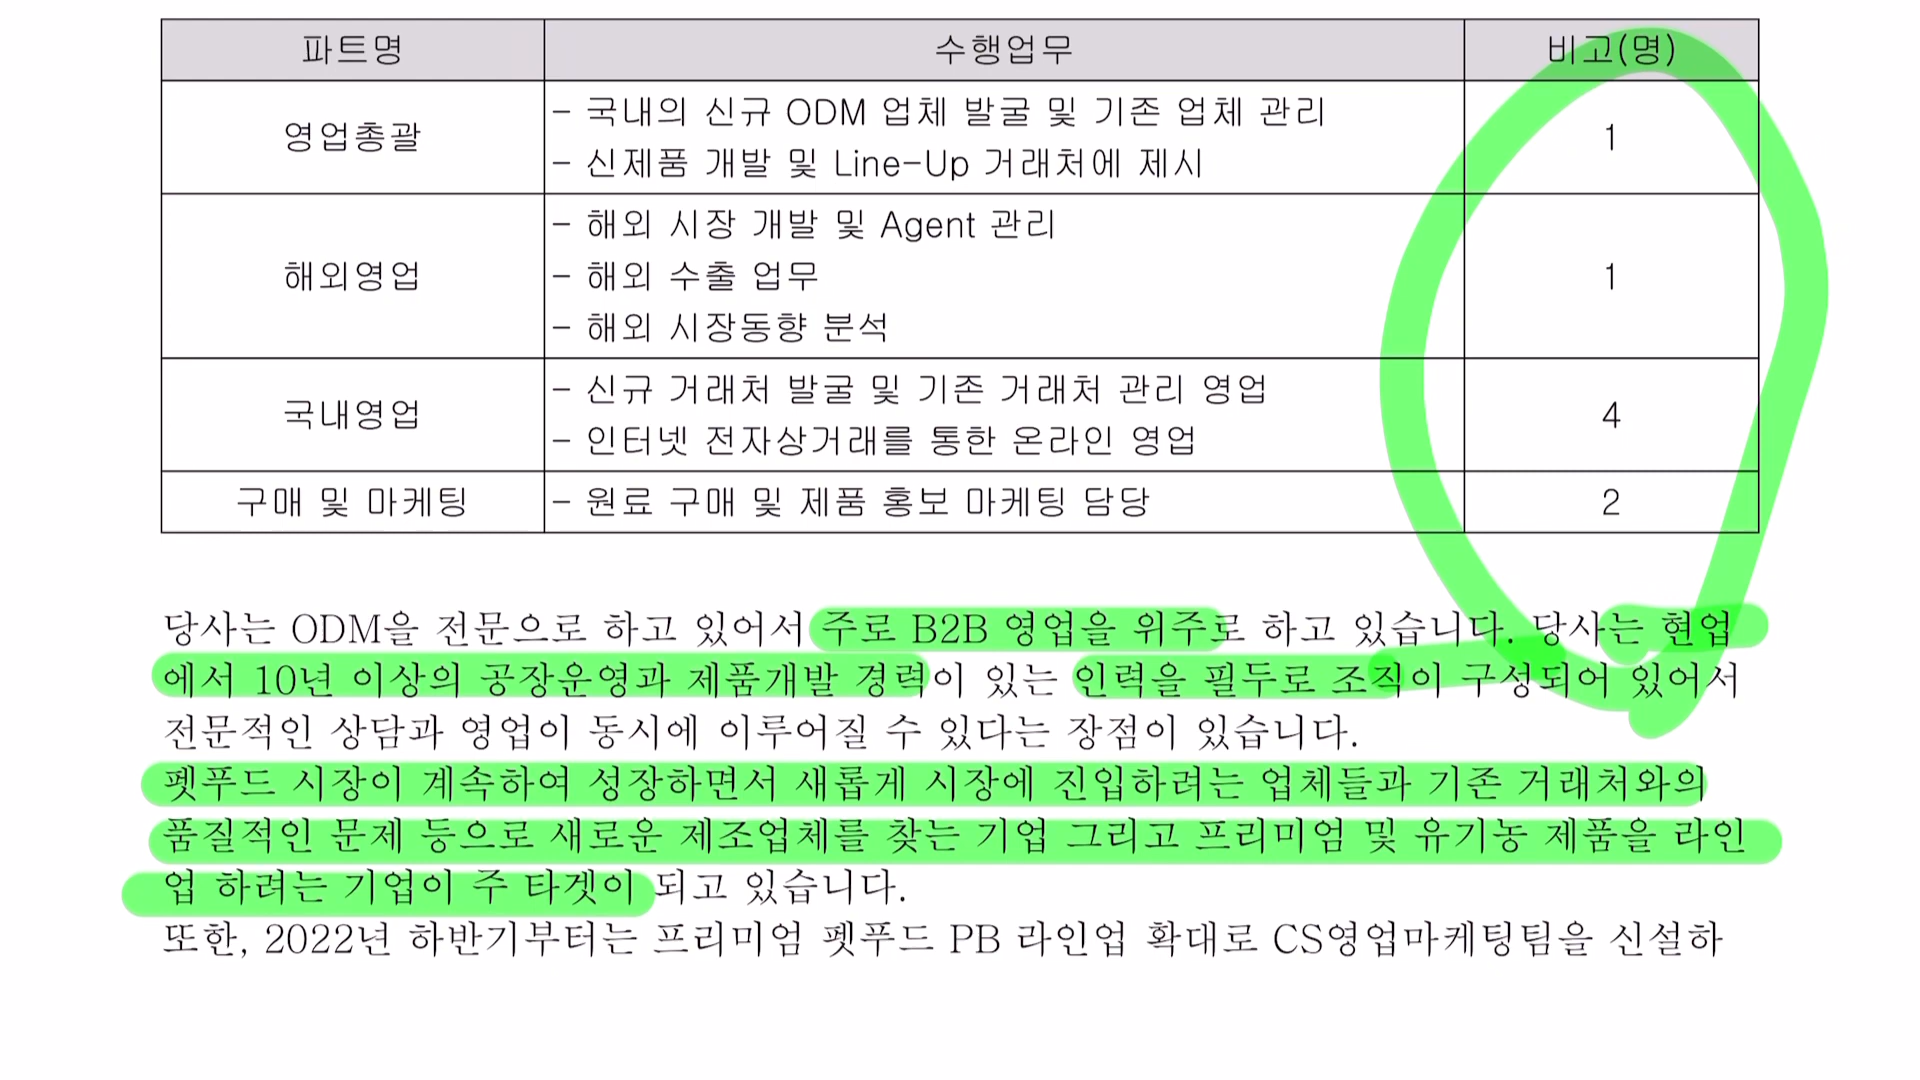 파트명 수행업무 비고(명)
영업총괄 - 국내의 신규 ODM 업체 발굴 및 기존 업체 관리 1
- 신제품 개발 및 Line-Up 거래처에 제시
해외영업 - 해외 시장 개발 및 Agent 관리 1
- 해외 수출 업무
- 해외 시장동향 분석
국내영업 - 신규 거래처 발굴 및 기존 거래처 관리 영업 4
- 인터넷 전자상거래를 통한 온라인 영업
구매 및 마케팅 - 원료 구매 및 제품 홍보 마케팅 담당 2
당사는 ODM을 전문으로 하고 있어서 주로 B2B 영업을 위주로 하고 있습니다. 당사는 현업
에서 10년 이상의 공장운영과 제품개발 경력이 있는 인력을 필두로 조직이 구성되어 있어서
전문적인 상담과 영업이 동시에 이루어질 수 있다는 장점이 있습니다.
펫푸드 시장이 계속하여 성장하면서 새롭게 시장에 진입하려는 업체들과 기존 거래처와의
품질적인 문제 등으로 새로운 제조업체를 찾는 기업 그리고 프리미엄 및 유기농 제품을 라인
업 하려는 기업이 주 타겟이 되고 있습니다.
또한, 2022년 하반기부터는 프리미엄 펫푸드 PB 라인업 확대로 CS영업마케팅팀을 신설하